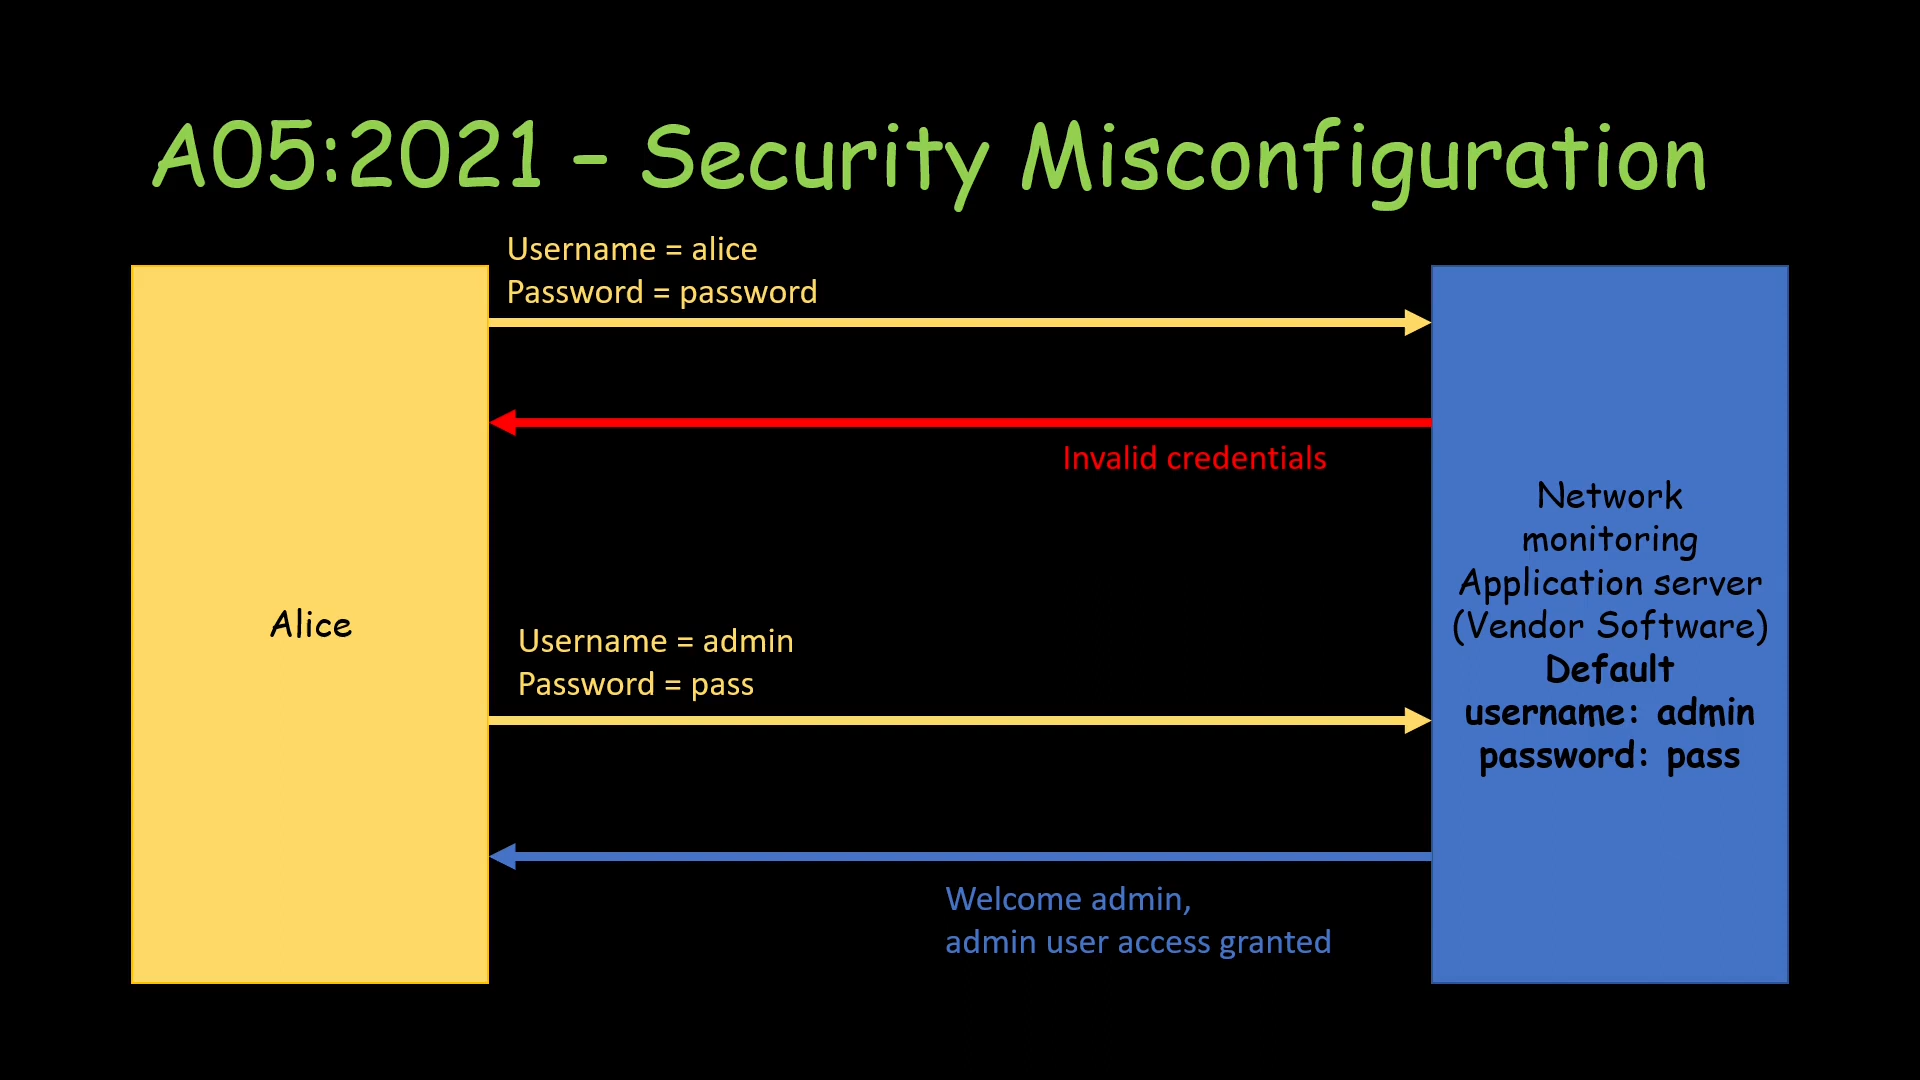 A05:2021 – Security Misconfiguration
Username = alice
Password = password
Invalid credentials
Alice
Username = admin
Password = pass
Welcome admin,
admin user access granted
Network
monitoring
Application server
(Vendor Software)
Default
username: admin
password: pass